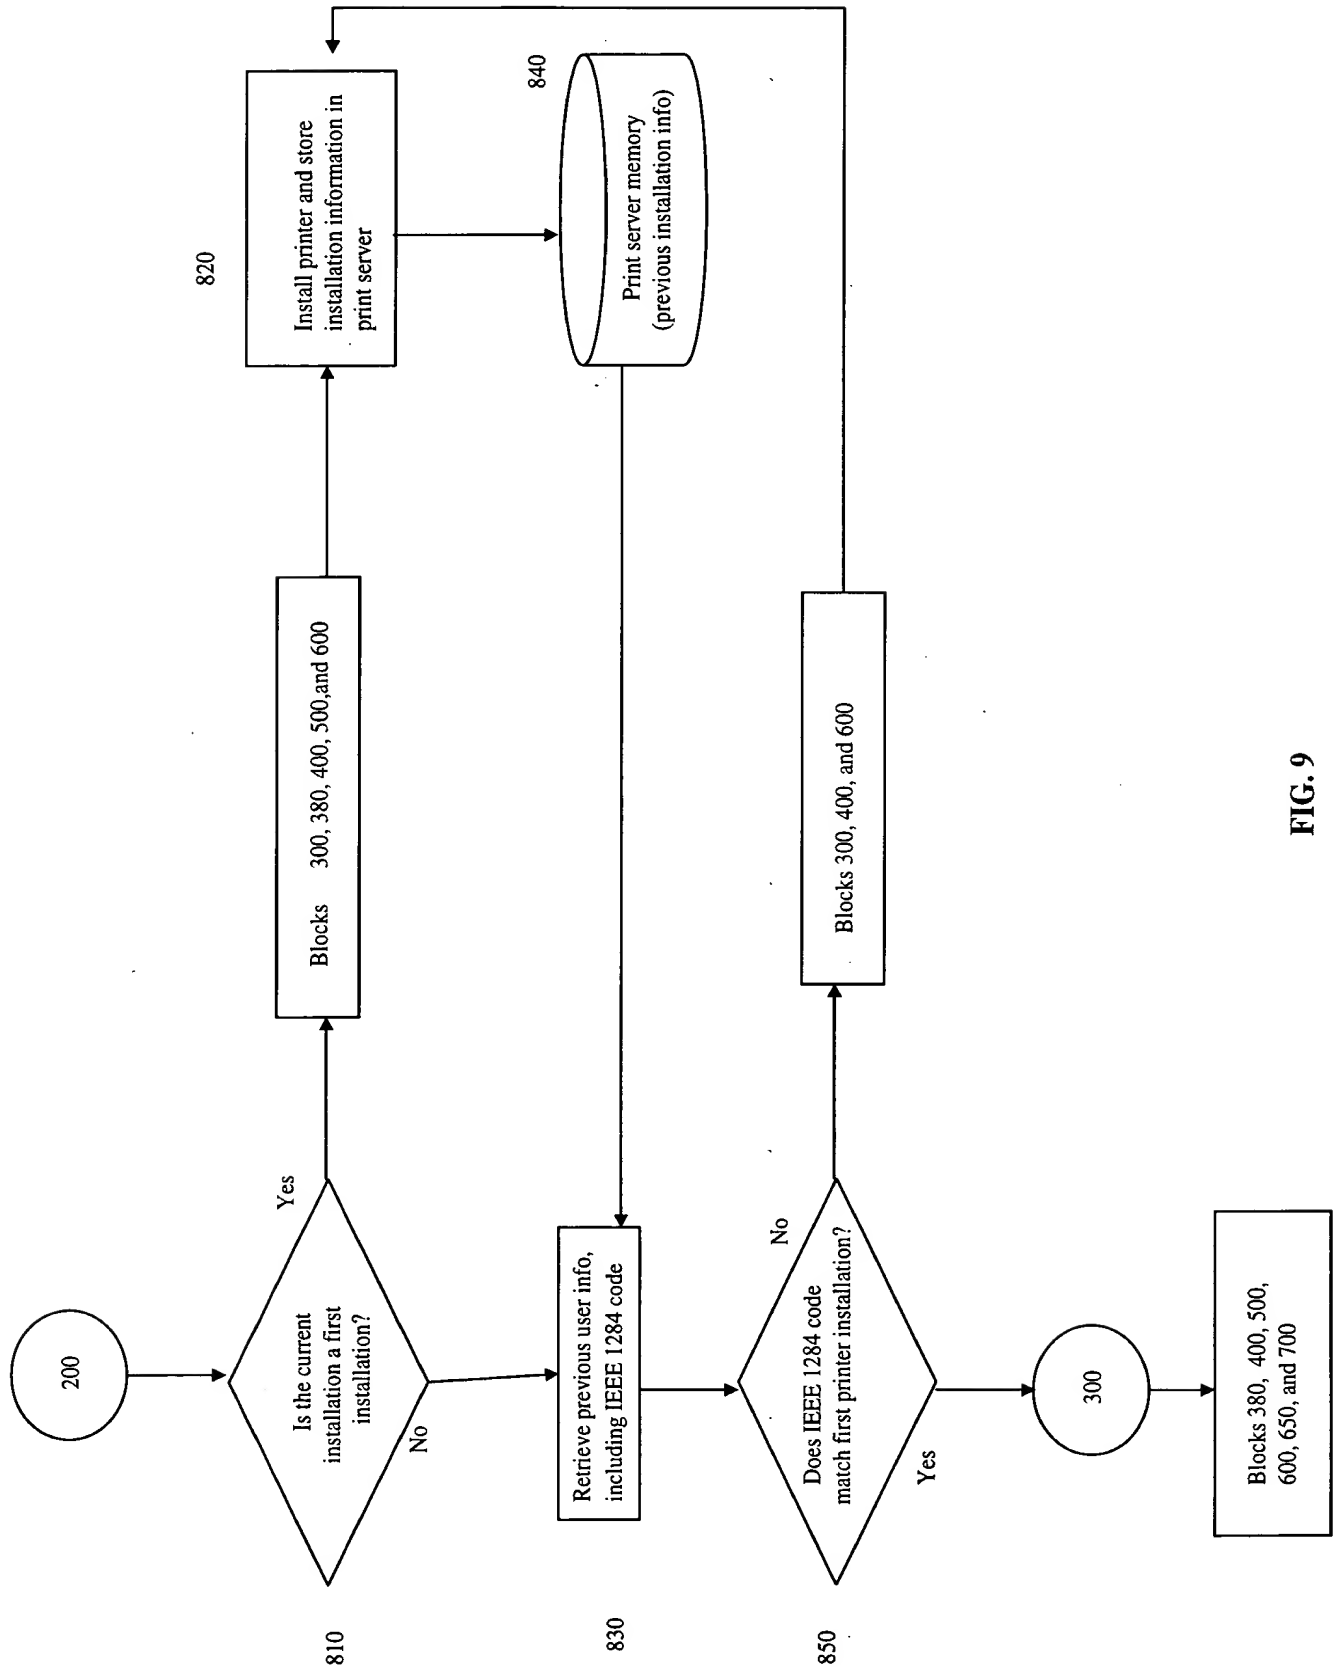 200
810
Is the current
installation a first
installation?
Yes
No
Blocks 300, 380, 400, 500,and 600
820
Install printer and store
installation information in
print server
830
Retrieve previous user info,
including IEEE 1284 code
840
Print server memory
(previous installation info)
850
Does IEEE 1284 code
match first printer installation?
No
Yes
Blocks 300, 400, and 600
300
Blocks 380, 400, 500,
600, 650, and 700
FIG. 9